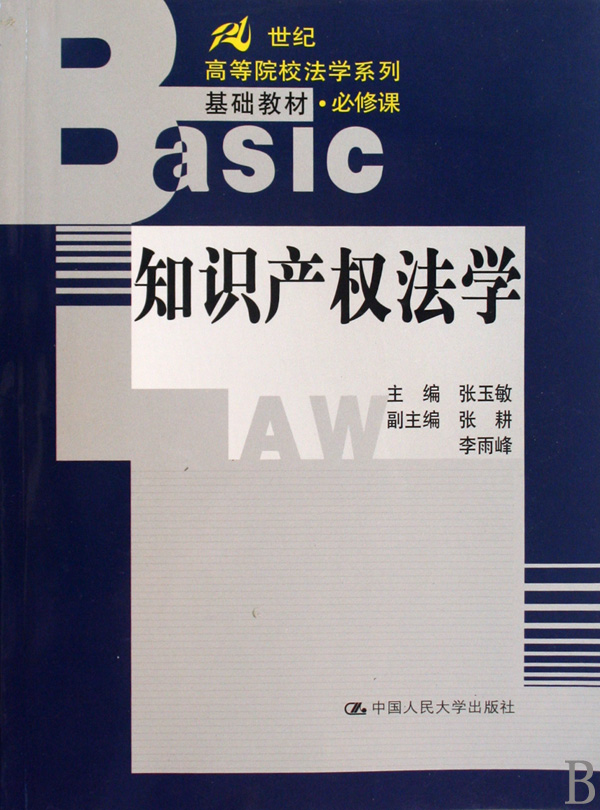 21 世纪
高等院校法学系列
基础教材·必修课
Basic
知识产权法学
LAW
主 编 张玉敏
副主编 张 耕
李雨峰
中国人民大学出版社
B